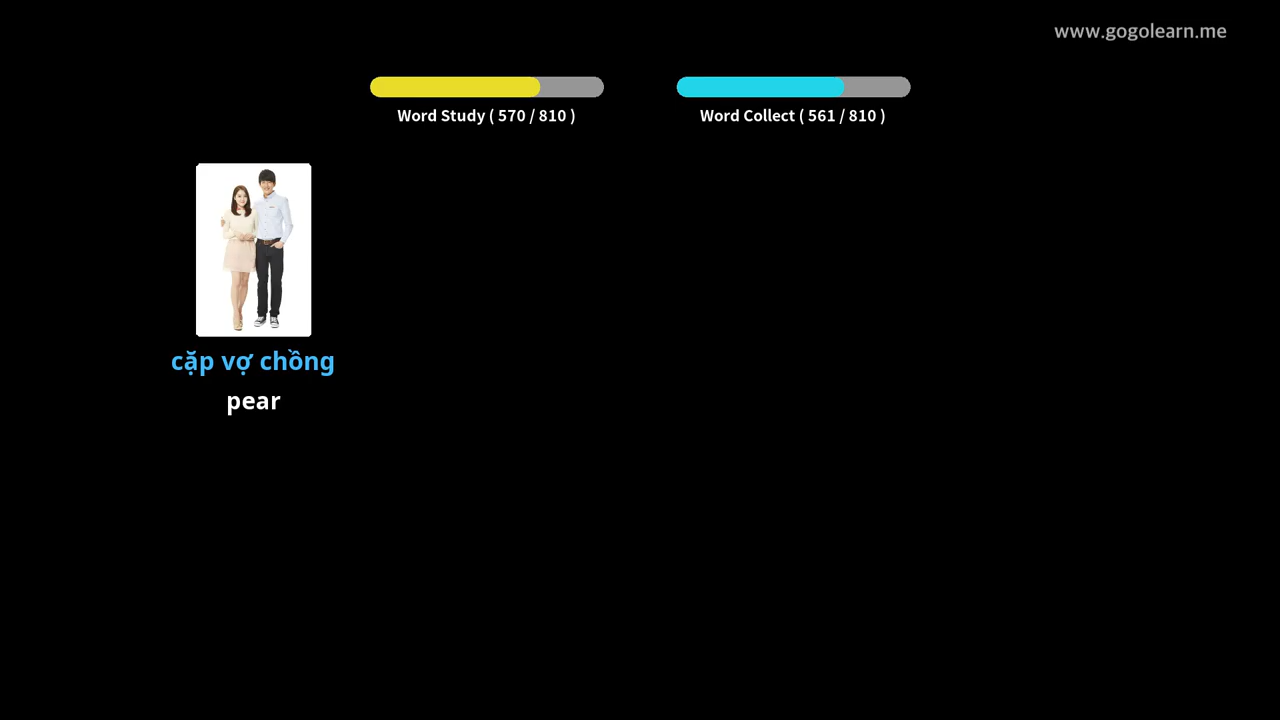 www.gogolearn.me
Word Study ( 570 / 810 )
Word Collect ( 561 / 810 )
cặp vợ chồng
pear